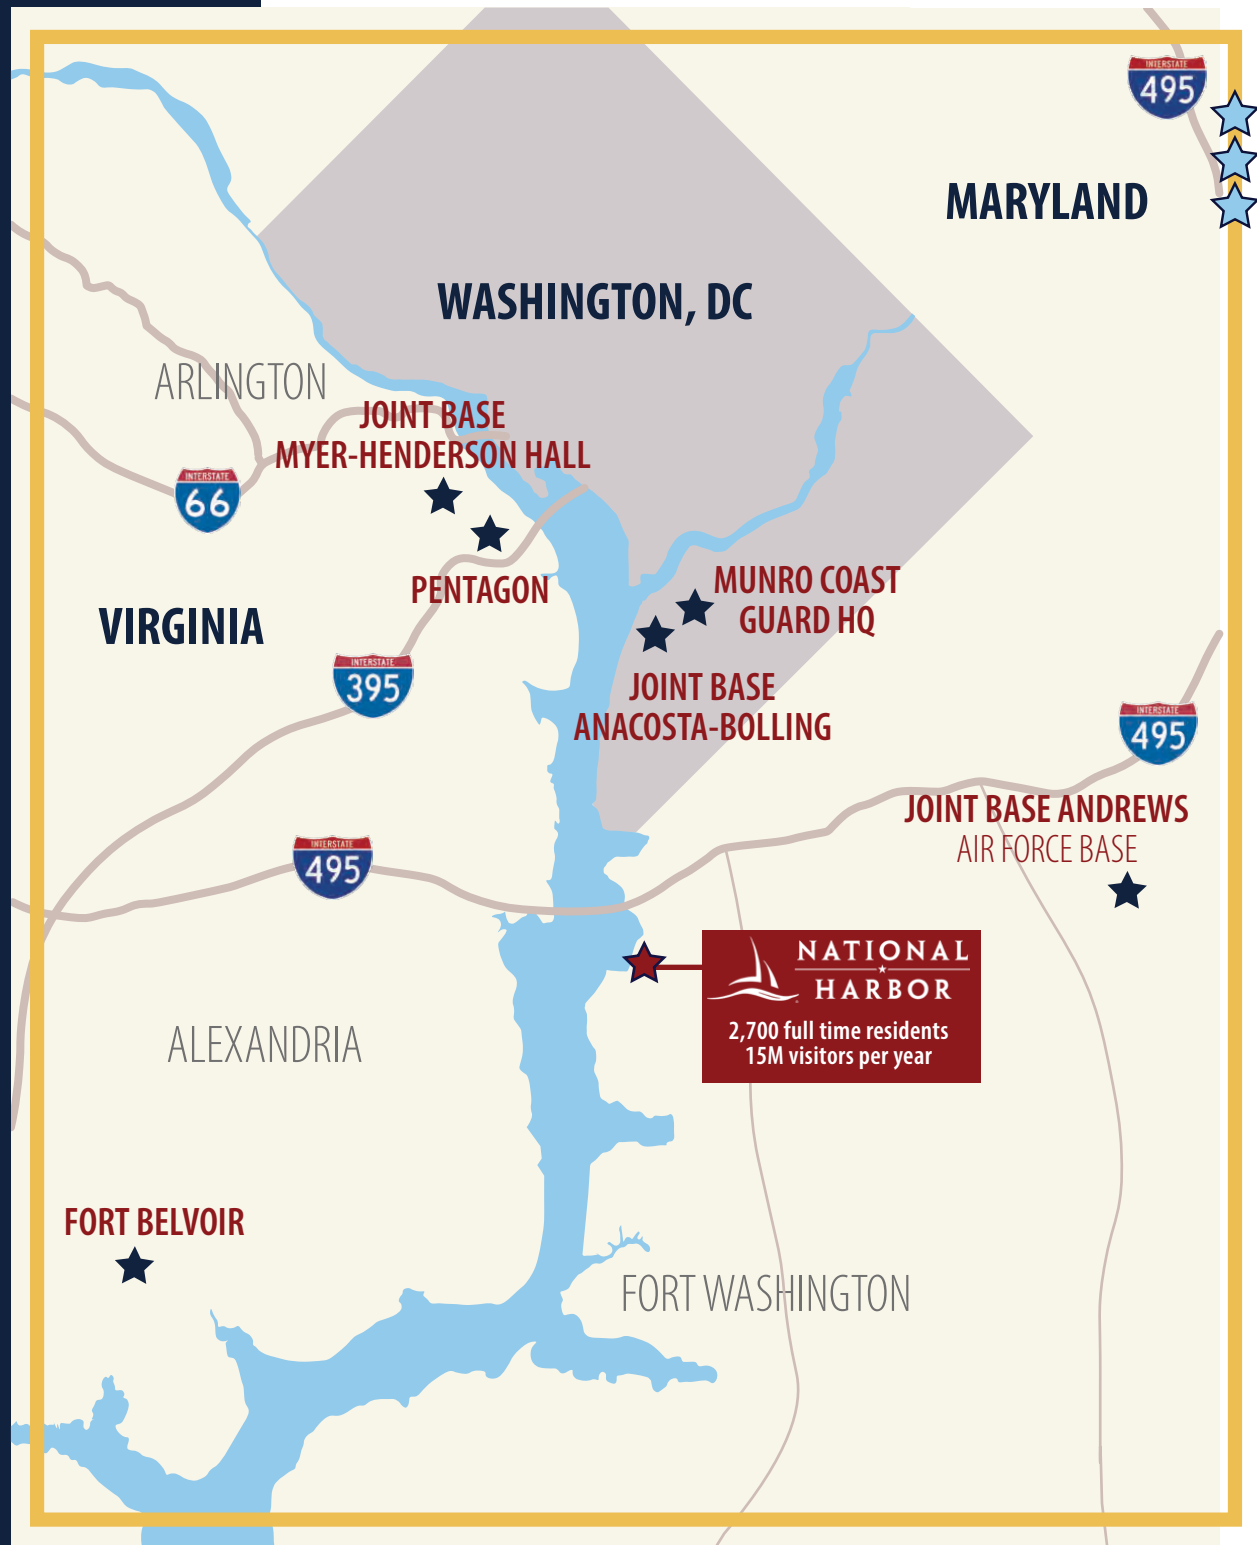 INTERSTATE
495
MARYLAND
WASHINGTON, DC
ARLINGTON
JOINT BASE
MYER-HENDERSON HALL
INTERSTATE
66
PENTAGON
MUNRO COAST
GUARD HQ
VIRGINIA
INTERSTATE
395
JOINT BASE
ANACOSTA-BOLLING
INTERSTATE
495
JOINT BASE ANDREWS
AIR FORCE BASE
INTERSTATE
495
NATIONAL
HARBOR
2,700 full time residents
15M visitors per year
ALEXANDRIA
FORT BELVOIR
FORT WASHINGTON